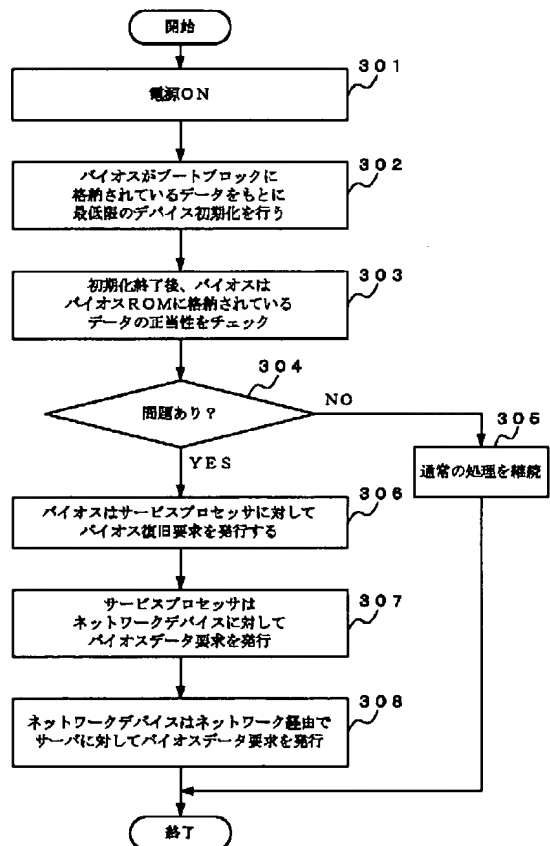 開始
301
電源ON
302
バイオスがブートブロックに
格納されているデータをもとに
最低限のデバイス初期化を行う
303
初期化終了後、バイオスは
バイオスROMに格納されている
データの正当性をチェック
304
問題あり?
NO
305
通常の処理を継続
YES
306
バイオスはサービスプロセッサに対して
バイオス復旧要求を発行する
307
サービスプロセッサは
ネットワークデバイスに対して
バイオスデータ要求を発行
308
ネットワークデバイスはネットワーク経由で
サーバに対してバイオスデータ要求を発行
終了